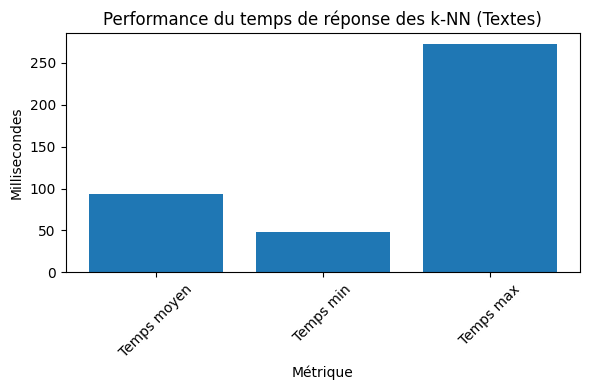 Performance du temps de réponse des k-NN (Textes)
Millisecondes
250
200
150
100
50
0
Temps moyen
Temps min
Temps max
Métrique